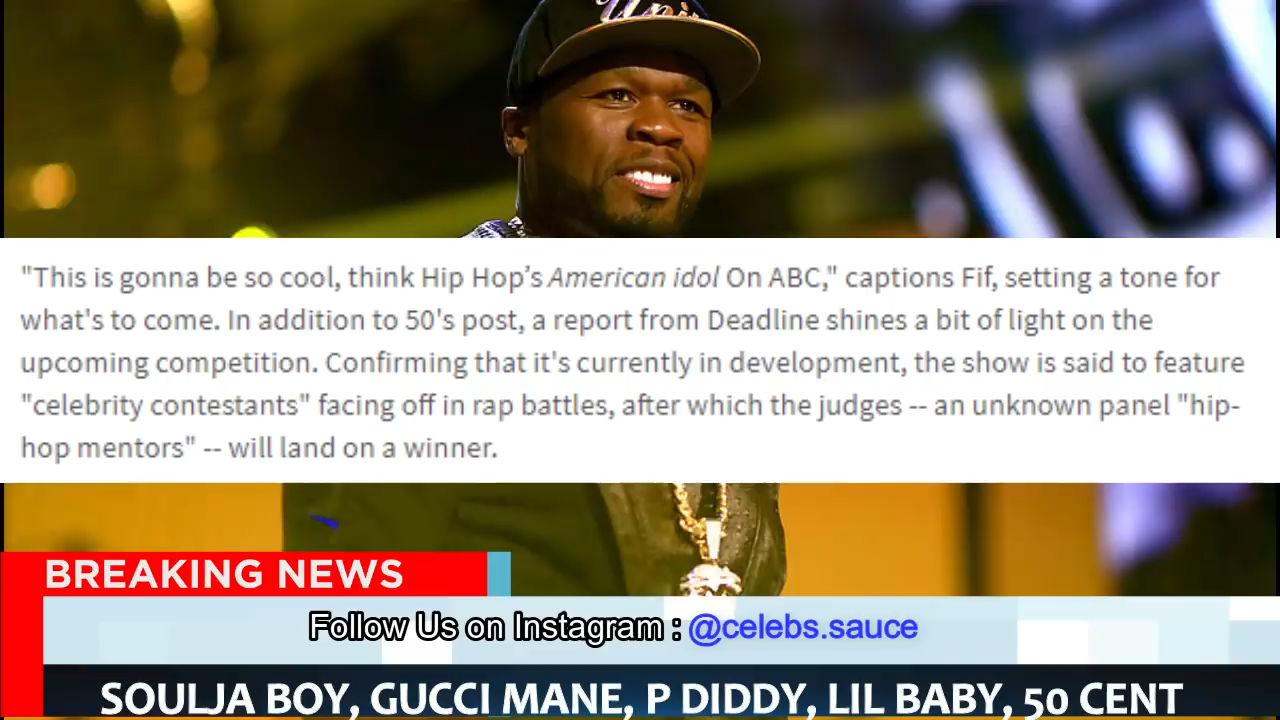 "This is gonna be so cool, think Hip Hop’s American idol On ABC," captions Fif, setting a tone for
what's to come. In addition to 50's post, a report from Deadline shines a bit of light on the
upcoming competition. Confirming that it's currently in development, the show is said to feature
"celebrity contestants" facing off in rap battles, after which the judges -- an unknown panel "hip-
hop mentors" -- will land on a winner.
BREAKING NEWS
Follow Us on Instagram : @celebs.sauce
SOULJA BOY, GUCCI MANE, P DIDDY, LIL BABY, 50 CENT